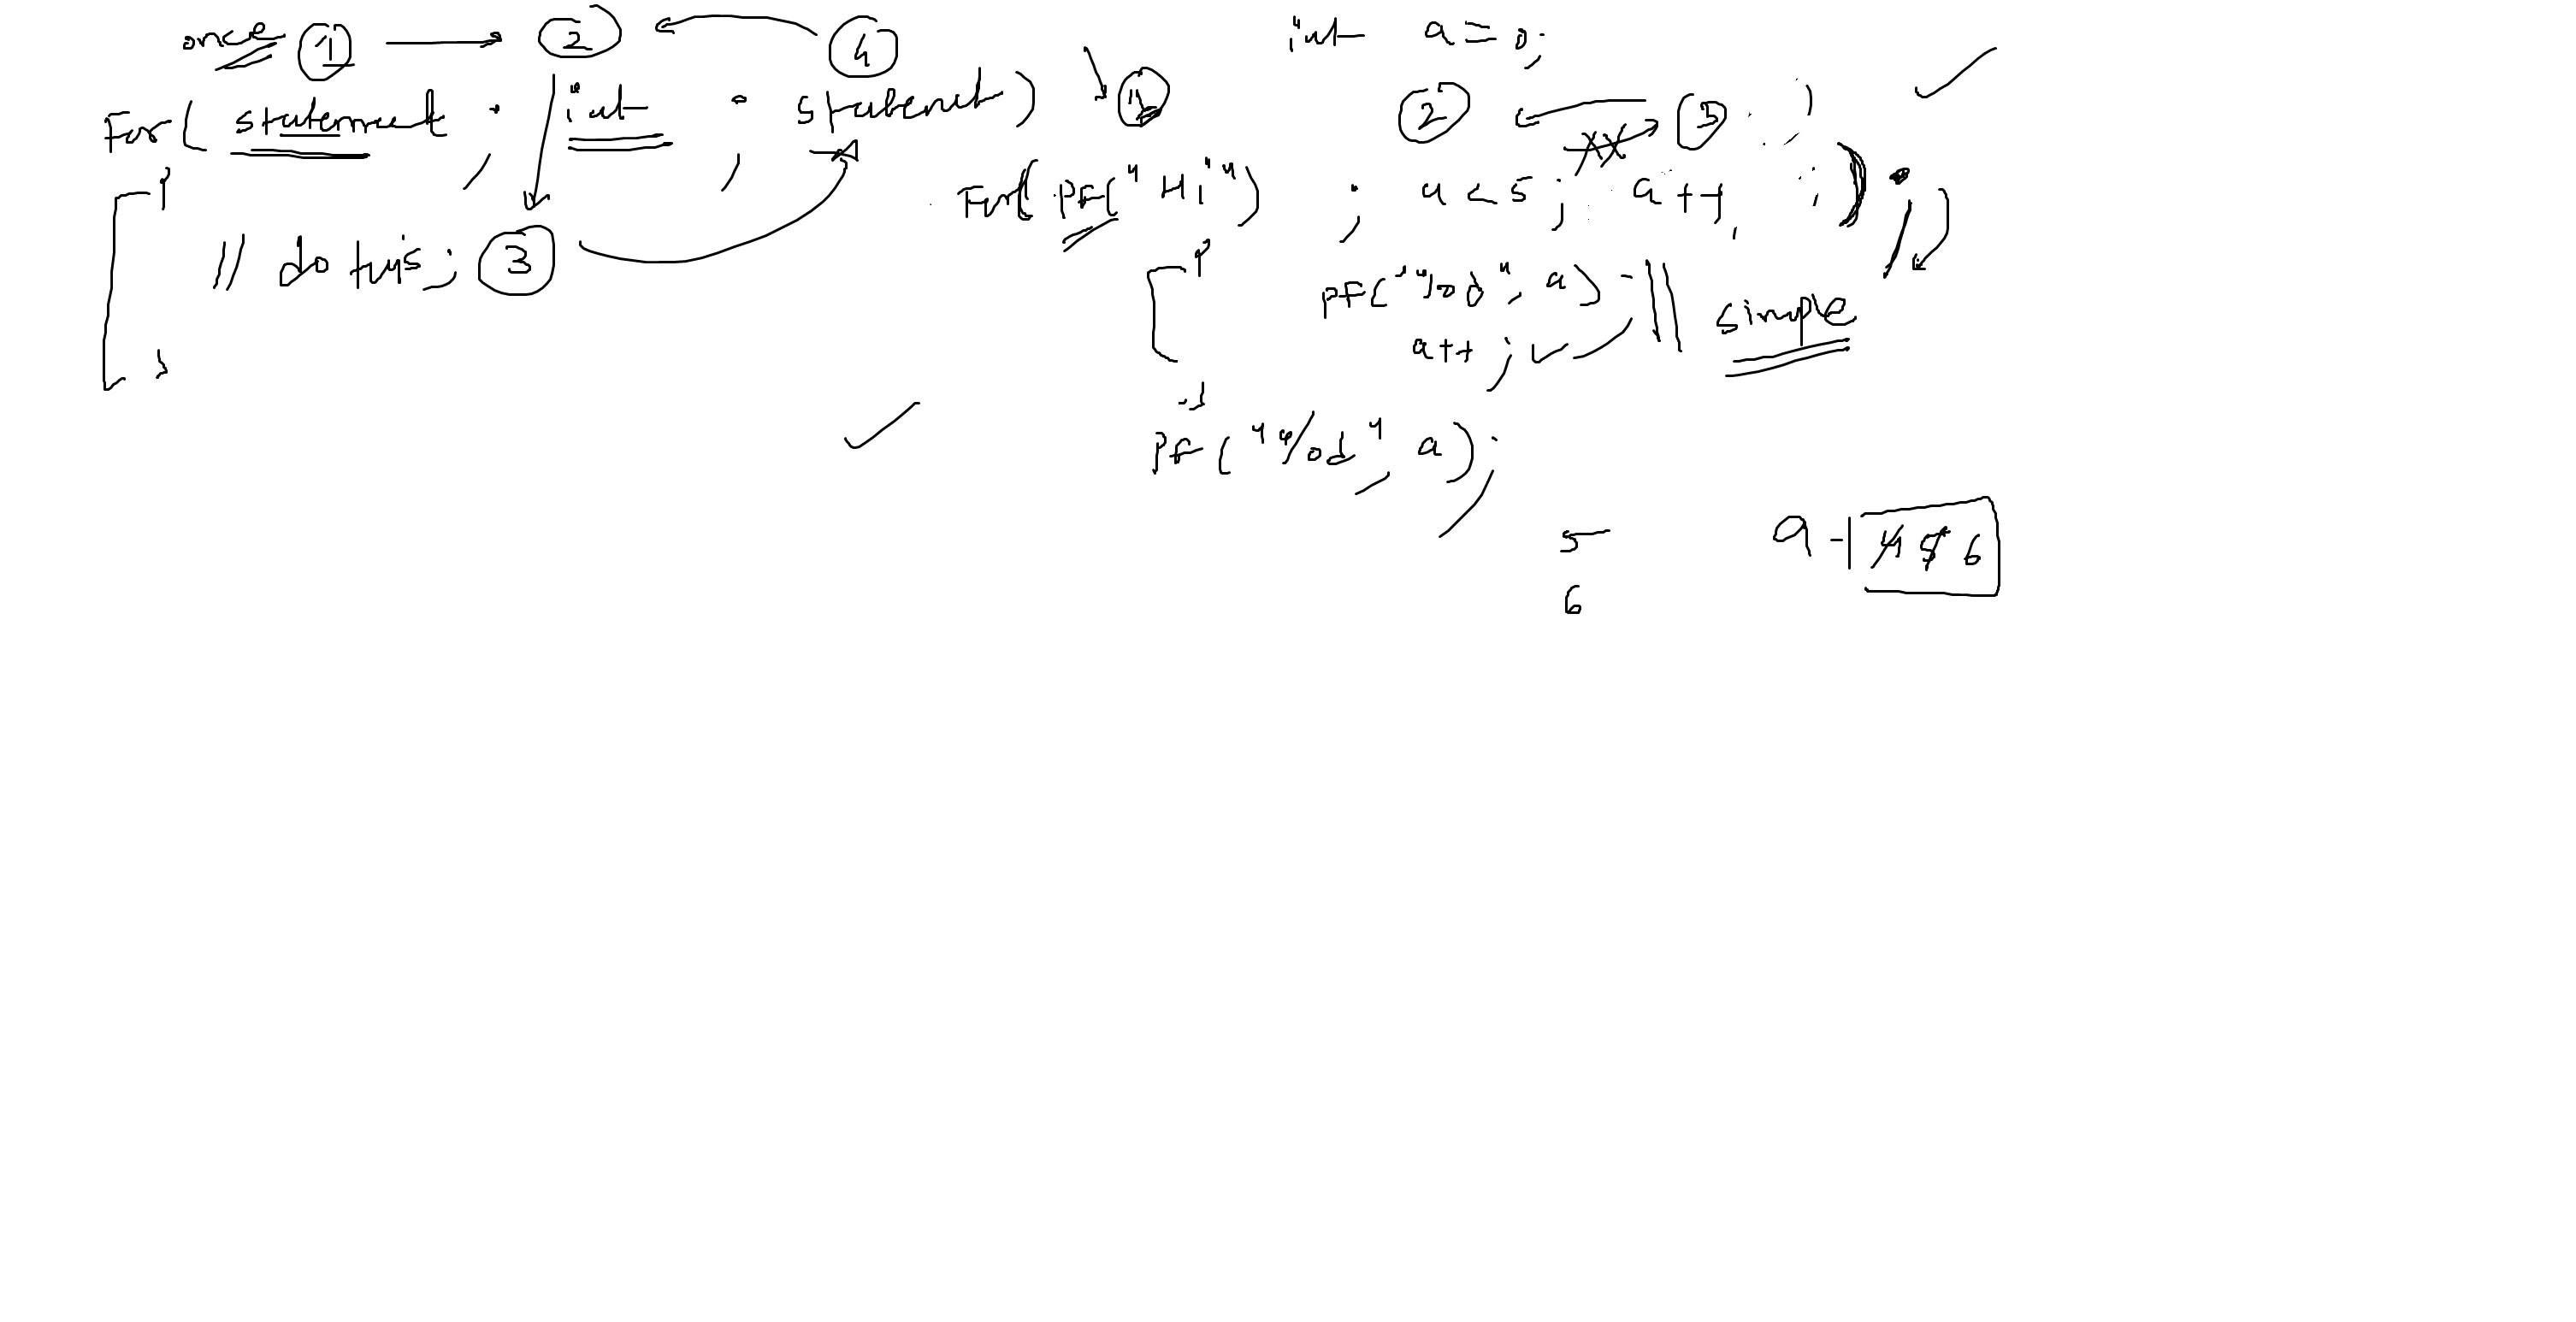 once ① ② ④
For( statement ; int ; statement)
{
// do this; ③
}
int a = 0;
① ② ③
For( PF("Hi") ; a < 5; a++ );
{
PF("%d", a)
a++;
// simple
}
PF("%d", a);
5
6
a - 4 5 6